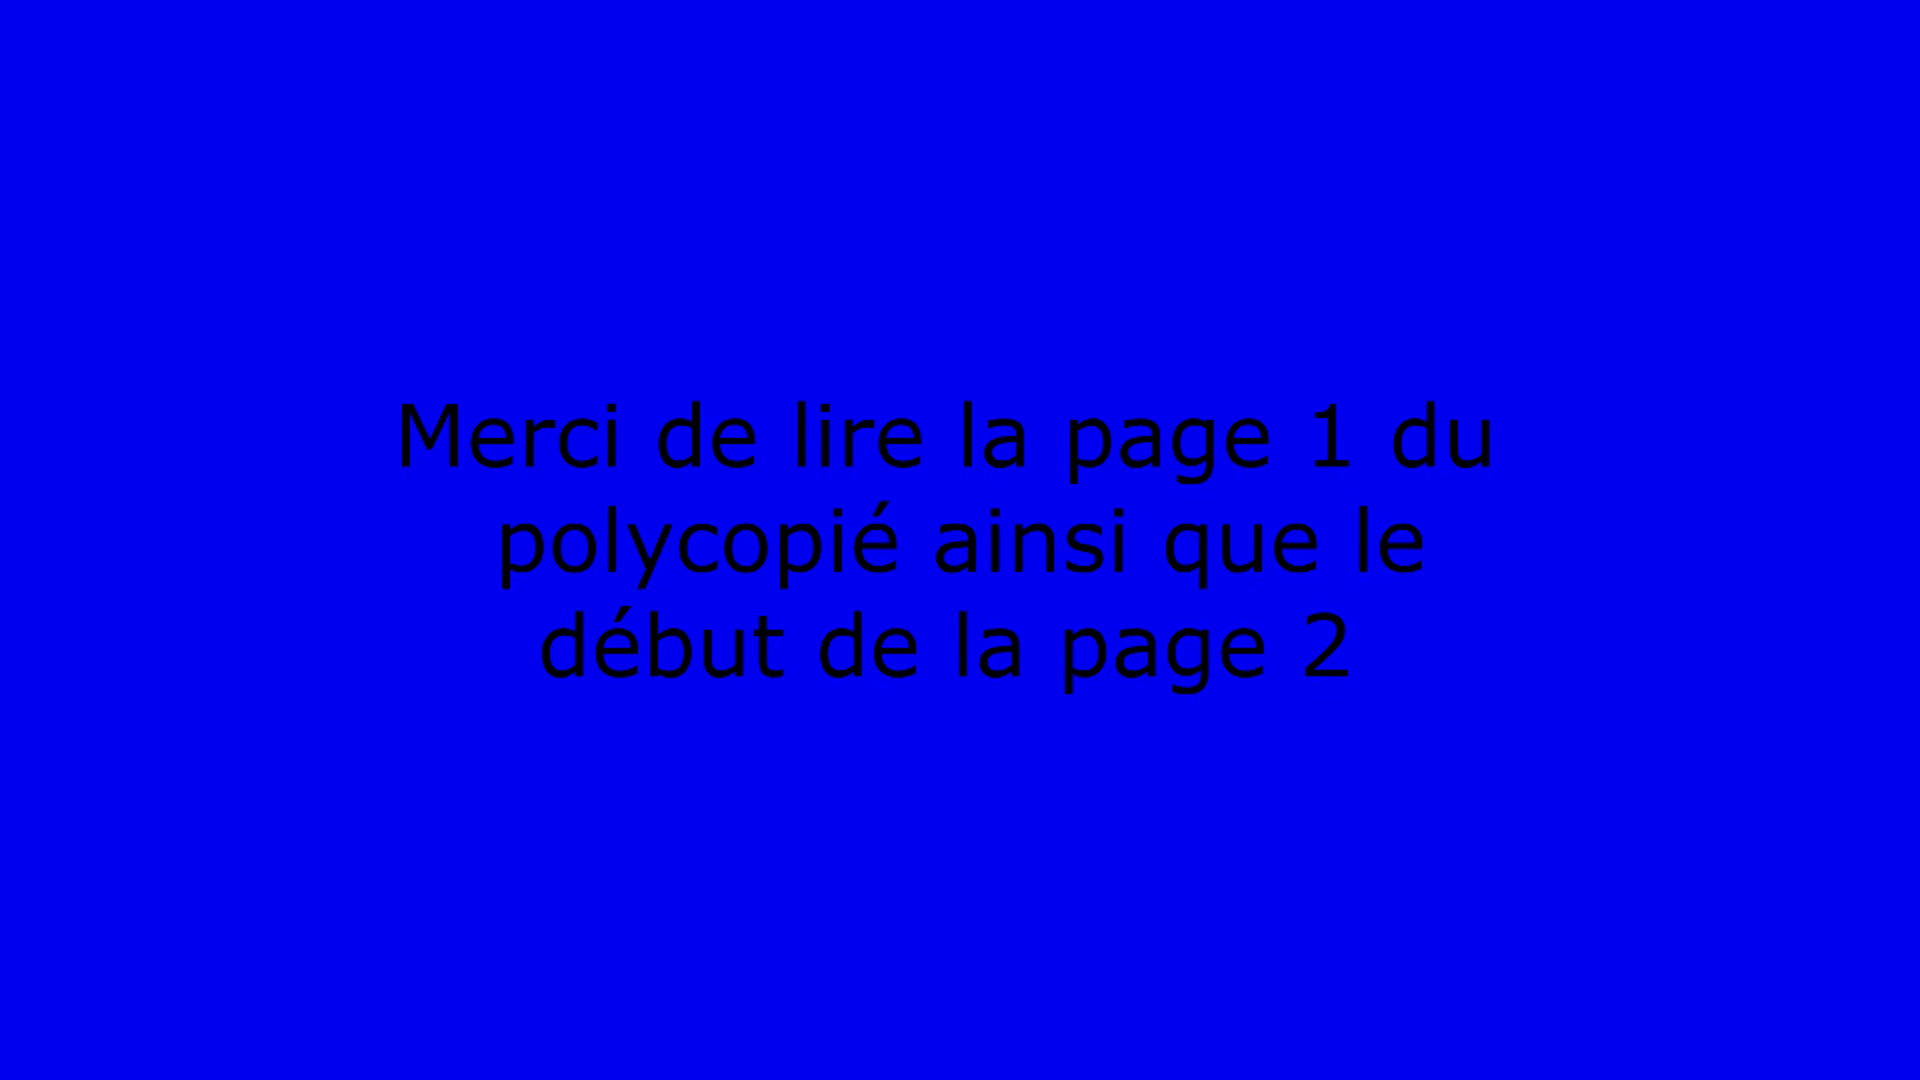 Merci de lire la page 1 du
polycopié ainsi que le
début de la page 2